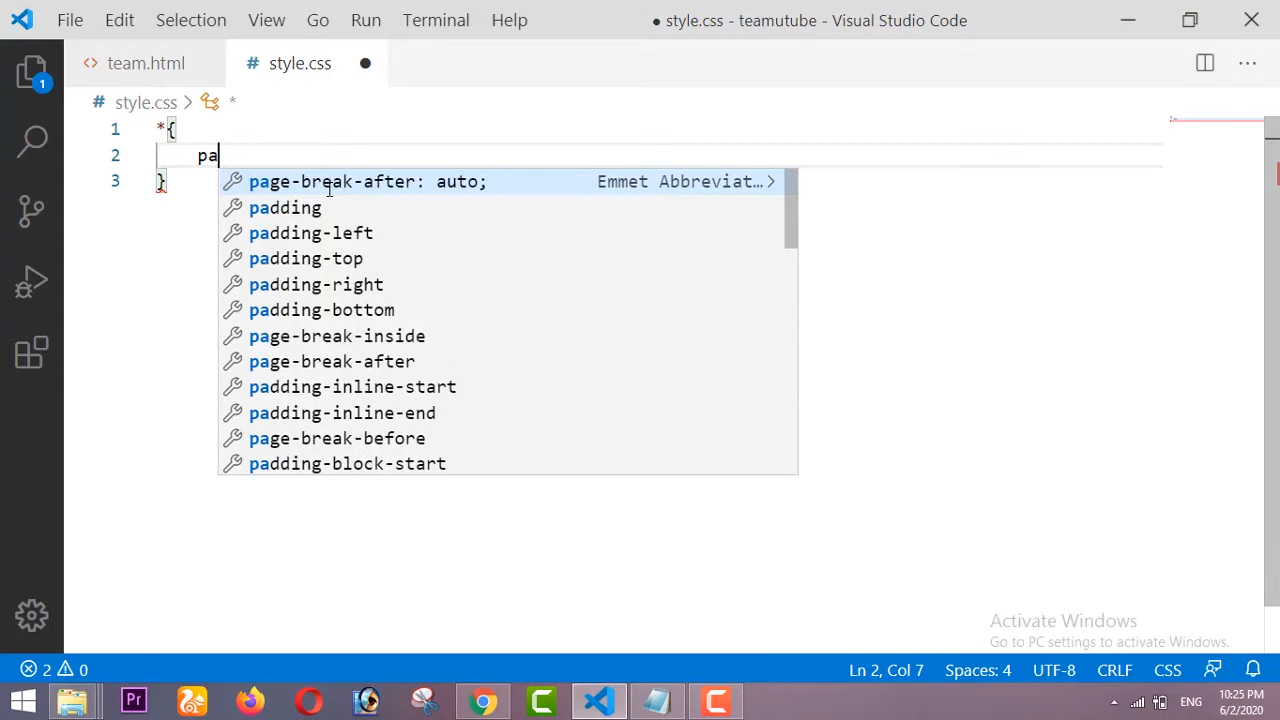 File Edit Selection View Go Run Terminal Help ● style.css - teamutube - Visual Studio Code
<> team.html # style.css ●
# style.css > *
1 *{
2 pa
3 }
page-break-after: auto; Emmet Abbreviat…>
padding
padding-left
padding-top
padding-right
padding-bottom
page-break-inside
page-break-after
padding-inline-start
padding-inline-end
page-break-before
padding-block-start
1
Activate Windows
Go to PC settings to activate Windows.
2 0 Ln 2, Col 7 Spaces: 4 UTF-8 CRLF CSS
Pr C C ENG
10:25 PM
6/2/2020